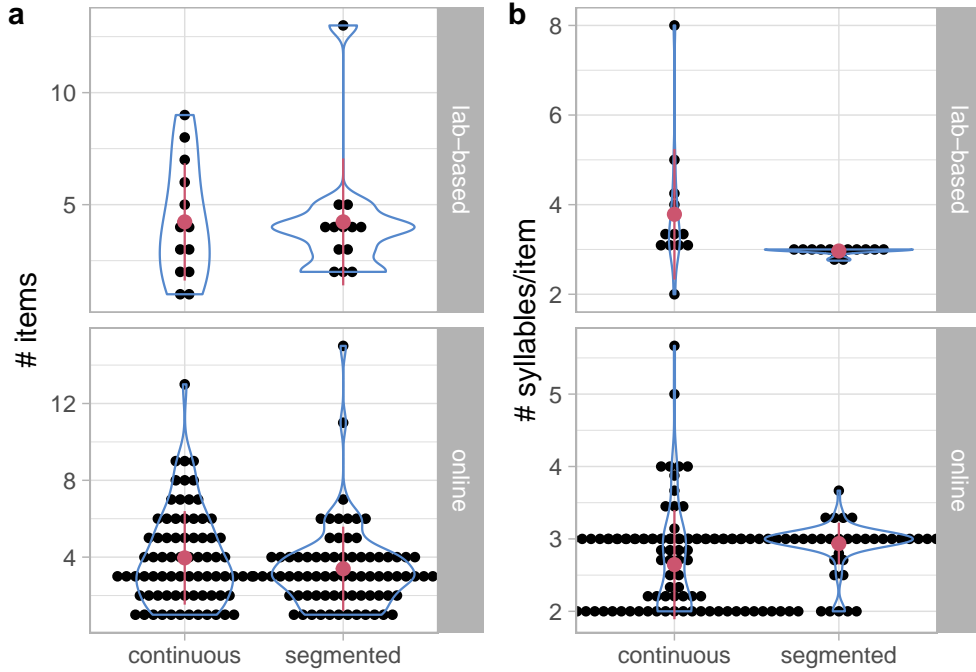 a
# items
10
5
lab−based
12
8
4
online
continuous
segmented
b
# syllables/item
8
6
4
2
lab−based
5
4
3
2
online
continuous
segmented